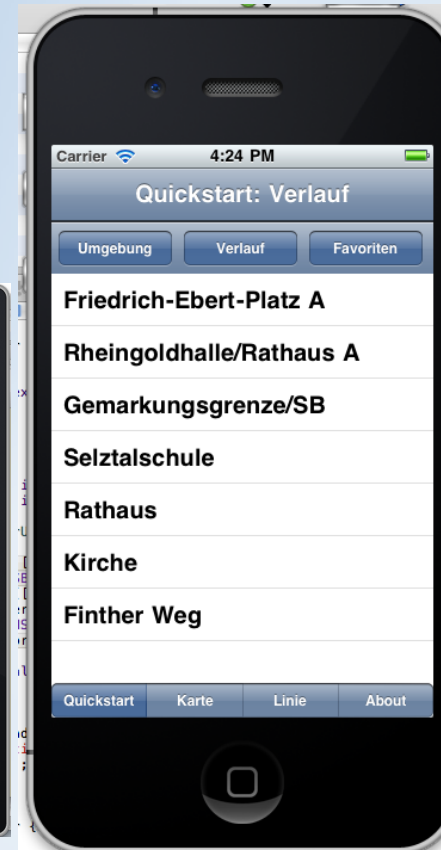 Carrier 4:24 PM
Quickstart: Verlauf
Umgebung Verlauf Favoriten
Friedrich-Ebert-Platz A
Rheingoldhalle/Rathaus A
Gemarkungsgrenze/SB
Selztalschule
Rathaus
Kirche
Finther Weg
Quickstart Karte Linie About